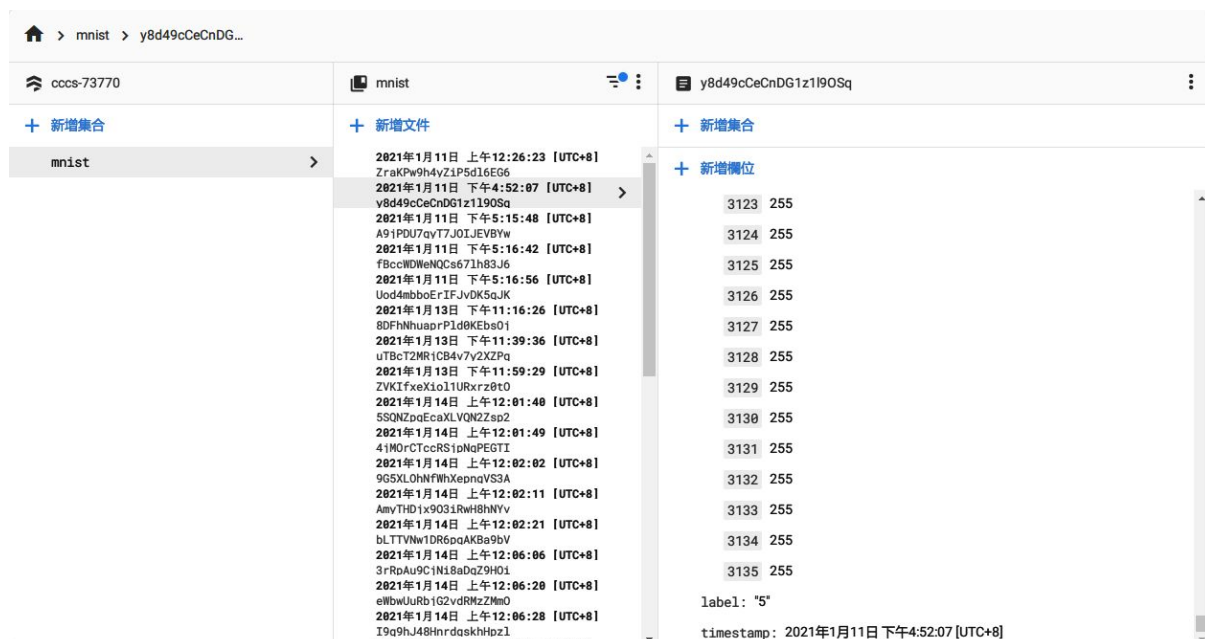 mnist > y8d49cCeCnDG…
cccs-73770
mnist
y8d49cCeCnDG1z1l9OSq
+ 新增集合
+ 新增文件
+ 新增集合
mnist
2021年1月11日 上午12:26:23 [UTC+8]
ZraKPw9h4yZiP5dl6EG6
2021年1月11日 下午4:52:07 [UTC+8]
y8d49cCeCnDG1z1l9OSq
2021年1月11日 下午5:15:48 [UTC+8]
A9jPDU7qyT7JOIJEVBYw
2021年1月11日 下午5:16:42 [UTC+8]
fBccWDWeNQCs67lh83J6
2021年1月11日 下午5:16:56 [UTC+8]
Uod4mbboErIFJvDK5qJK
2021年1月13日 下午11:16:26 [UTC+8]
8DFhNhuaprPld0KEbsOj
2021年1月13日 下午11:39:36 [UTC+8]
uTBcT2MRjCB4v7y2XZPq
2021年1月13日 下午11:59:29 [UTC+8]
ZVKIfxeXiol1URxrz0tO
2021年1月14日 上午12:01:40 [UTC+8]
5SQNZpqEcaXLVQN2Zsp2
2021年1月14日 上午12:01:49 [UTC+8]
4jMOrCTccRSjpNqPEGTI
2021年1月14日 上午12:02:02 [UTC+8]
9G5XLOhNfWhXepnqVS3A
2021年1月14日 上午12:02:11 [UTC+8]
AmyTHDjx9O3iRwH8hNYv
2021年1月14日 上午12:02:21 [UTC+8]
bLTTVNw1DR6pqAKBa9bV
2021年1月14日 上午12:06:06 [UTC+8]
3rRpAu9CjNi8aDqZ9HOi
2021年1月14日 上午12:06:20 [UTC+8]
eWbwUuRbjG2vdRMzZMmO
2021年1月14日 上午12:06:28 [UTC+8]
I9q9hJ48HnrdqskhHpzl
+ 新增欄位
3123 255
3124 255
3125 255
3126 255
3127 255
3128 255
3129 255
3130 255
3131 255
3132 255
3133 255
3134 255
3135 255
label: "5"
timestamp: 2021年1月11日 下午4:52:07 [UTC+8]